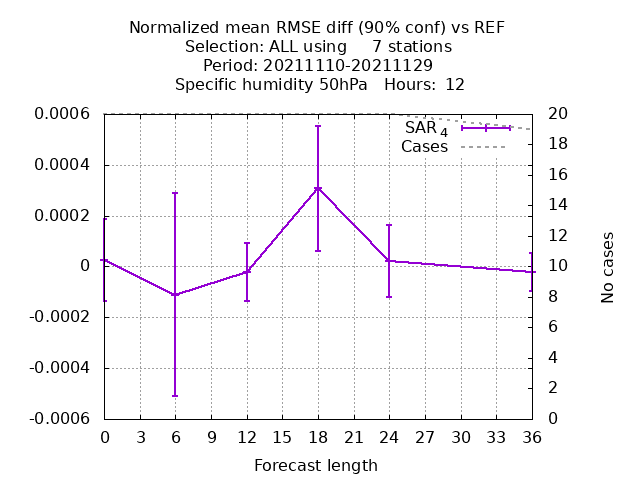 Normalized mean RMSE diff (90% conf) vs REF
Selection: ALL using     7 stations
Period: 20211110-20211129
Specific humidity 50hPa   Hours:  12
0.0006
0.0004
0.0002
0
-0.0002
-0.0004
-0.0006
SAR4
Cases
20
18
16
14
12
10
8
6
4
2
0
No cases
0 3 6 9 12 15 18 21 24 27 30 33 36
Forecast length